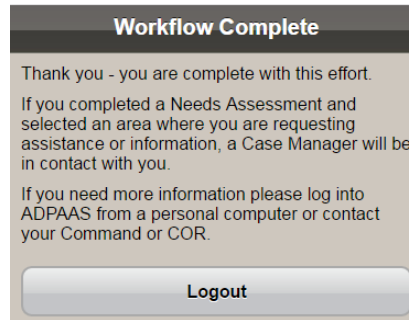 Workflow Complete
Thank you - you are complete with this effort.
If you completed a Needs Assessment and
selected an area where you are requesting
assistance or information, a Case Manager will be
in contact with you.
If you need more information please log into
ADPAAS from a personal computer or contact
your Command or COR.
Logout